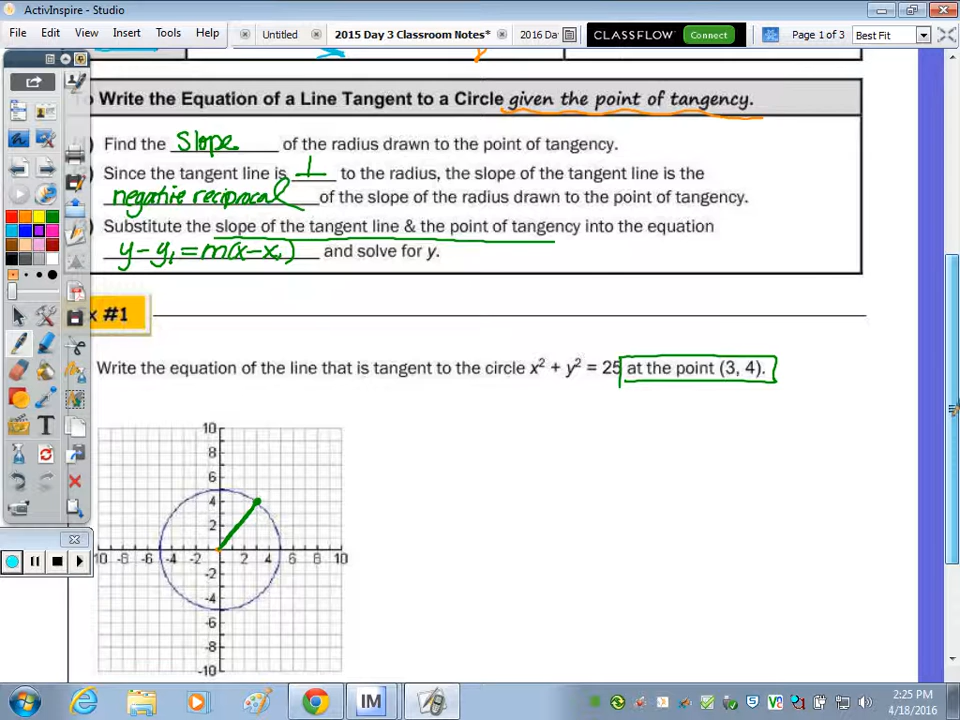 ActivInspire - Studio
File Edit View Insert Tools Help
Untitled
2015 Day 3 Classroom Notes*
2016 Da
CLASSFLOW Connect
Page 1 of 3
Best Fit
Write the Equation of a Line Tangent to a Circle given the point of tangency.
) Find the Slope of the radius drawn to the point of tangency.
) Since the tangent line is ⊥ to the radius, the slope of the tangent line is the
negative reciprocal of the slope of the radius drawn to the point of tangency.
) Substitute the slope of the tangent line & the point of tangency into the equation
y - y₁ = m(x - x₁) and solve for y.
x #1
Write the equation of the line that is tangent to the circle x² + y² = 25 at the point (3, 4).
10
8
6
4
2
10 -8 -6 -4 2 4 6 8 10
-2
-4
-6
-8
-10
IM
2:25 PM
4/18/2016